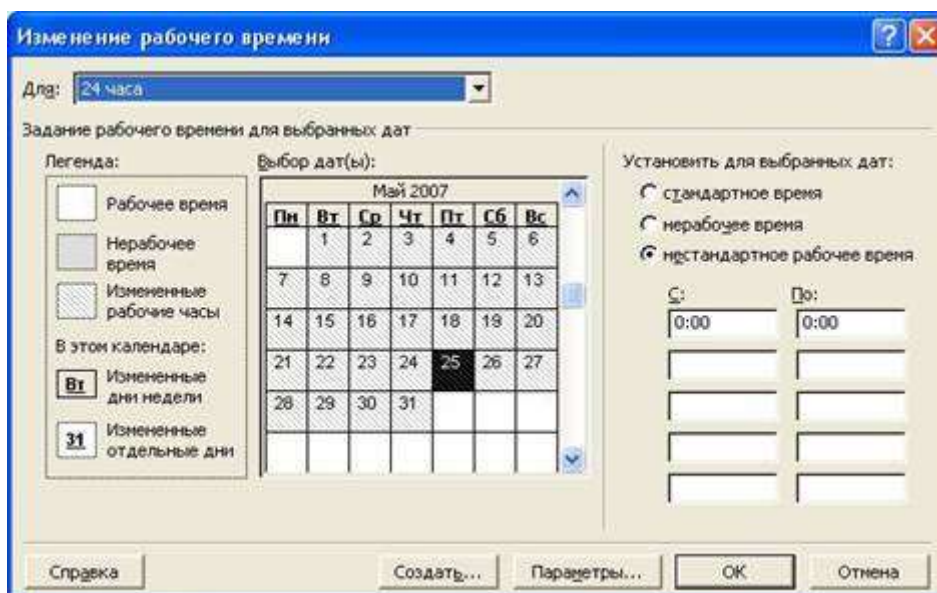 Изменение рабочего времени
Для: 24 часа
Задание рабочего времени для выбранных дат
Легенда:
Рабочее время
Нерабочее
время
Измененные
рабочие часы
В этом календаре:
Вт Измененные
дни недели
31 Измененные
отдельные дни
Выбор дат(ы):
Май 2007
Пн Вт Ср Чт Пт Сб Вс
1 2 3 4 5 6
7 8 9 10 11 12 13
14 15 16 17 18 19 20
21 22 23 24 25 26 27
28 29 30 31
Установить для выбранных дат:
стандартное время
нерабочее время
нестандартное рабочее время
С: По:
0:00 0:00
Справка Создать... Параметры... ОК Отмена